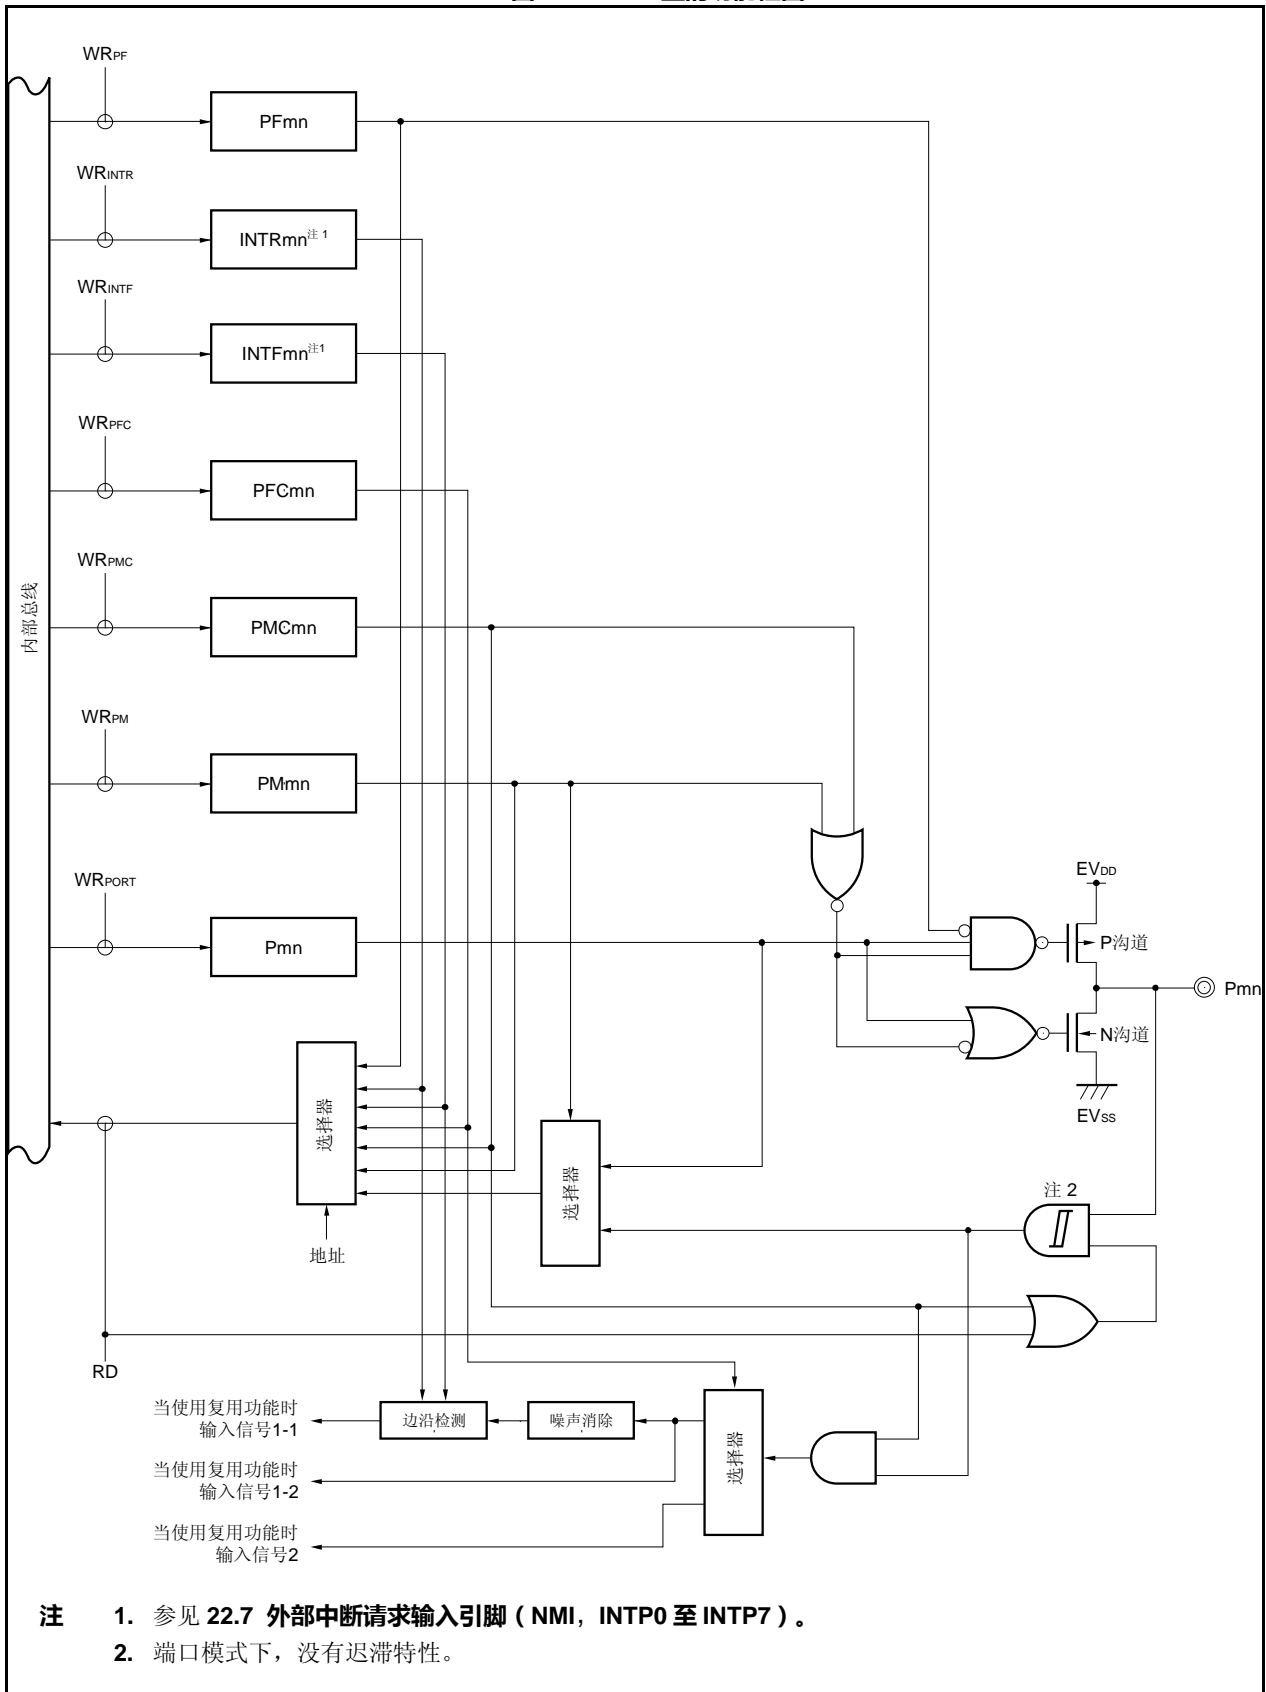 WRPF
PFmn
WRINTR
INTRmn注 1
WRINTF
INTFmn注1
WRPFC
PFCmn
WRPMC
PMCmn
内部总线
WRPM
PMmn
WRPORT
Pmn
EVDD
P沟道
Pmn
N沟道
EVSS
选择器
地址
选择器
注 2
RD
当使用复用功能时
输入信号1-1
边沿检测
噪声消除
选择器
当使用复用功能时
输入信号1-2
当使用复用功能时
输入信号2
注 1. 参见 22.7 外部中断请求输入引脚（NMI，INTP0 至 INTP7）。
2. 端口模式下，没有迟滞特性。